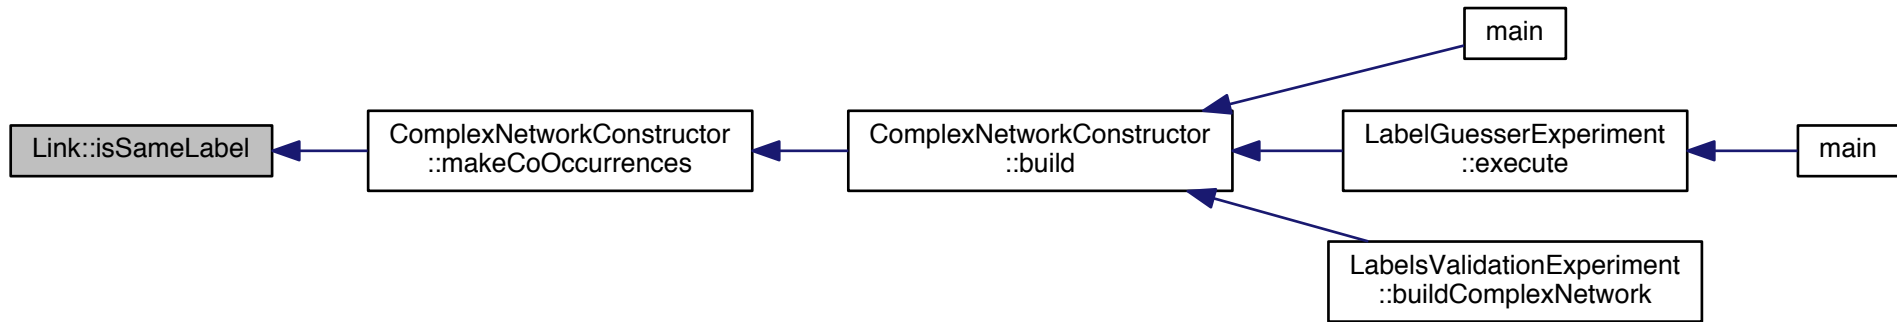 main
Link::isSameLabel
ComplexNetworkConstructor
::makeCoOccurrences
ComplexNetworkConstructor
::build
LabelGuesserExperiment
::execute
main
LabelsValidationExperiment
::buildComplexNetwork